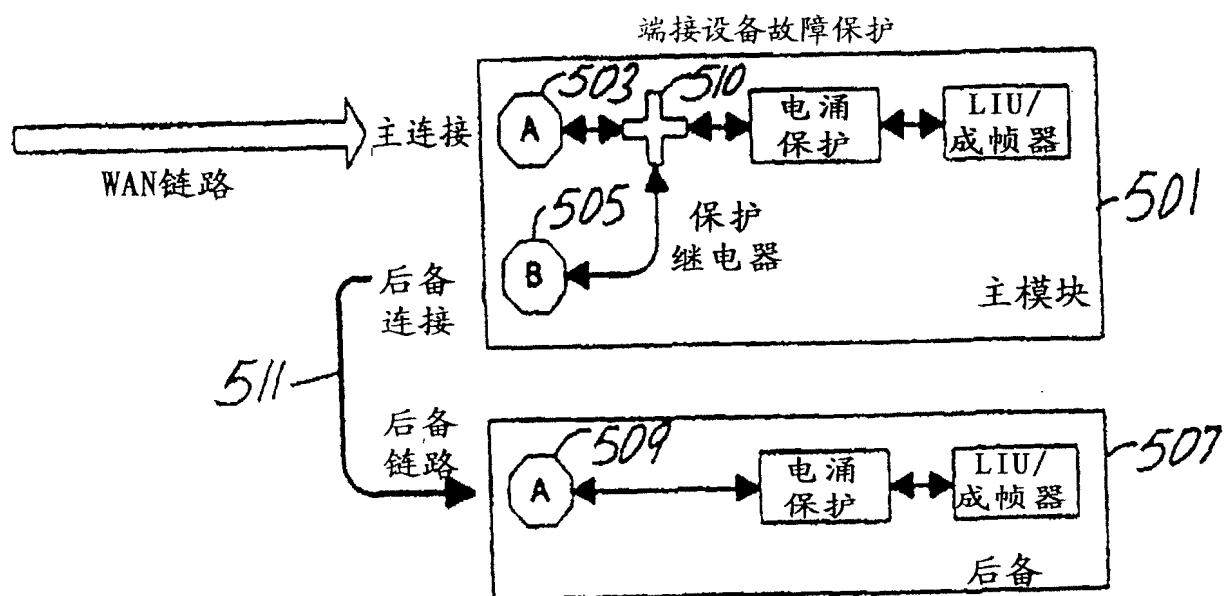 端接设备故障保护
503
510
A
电涌
保护
LIU/
成帧器
主连接
WAN链路
505
B
保护
继电器
501
主模块
后备
连接
511
后备
链路
509
A
电涌
保护
LIU/
成帧器
507
后备